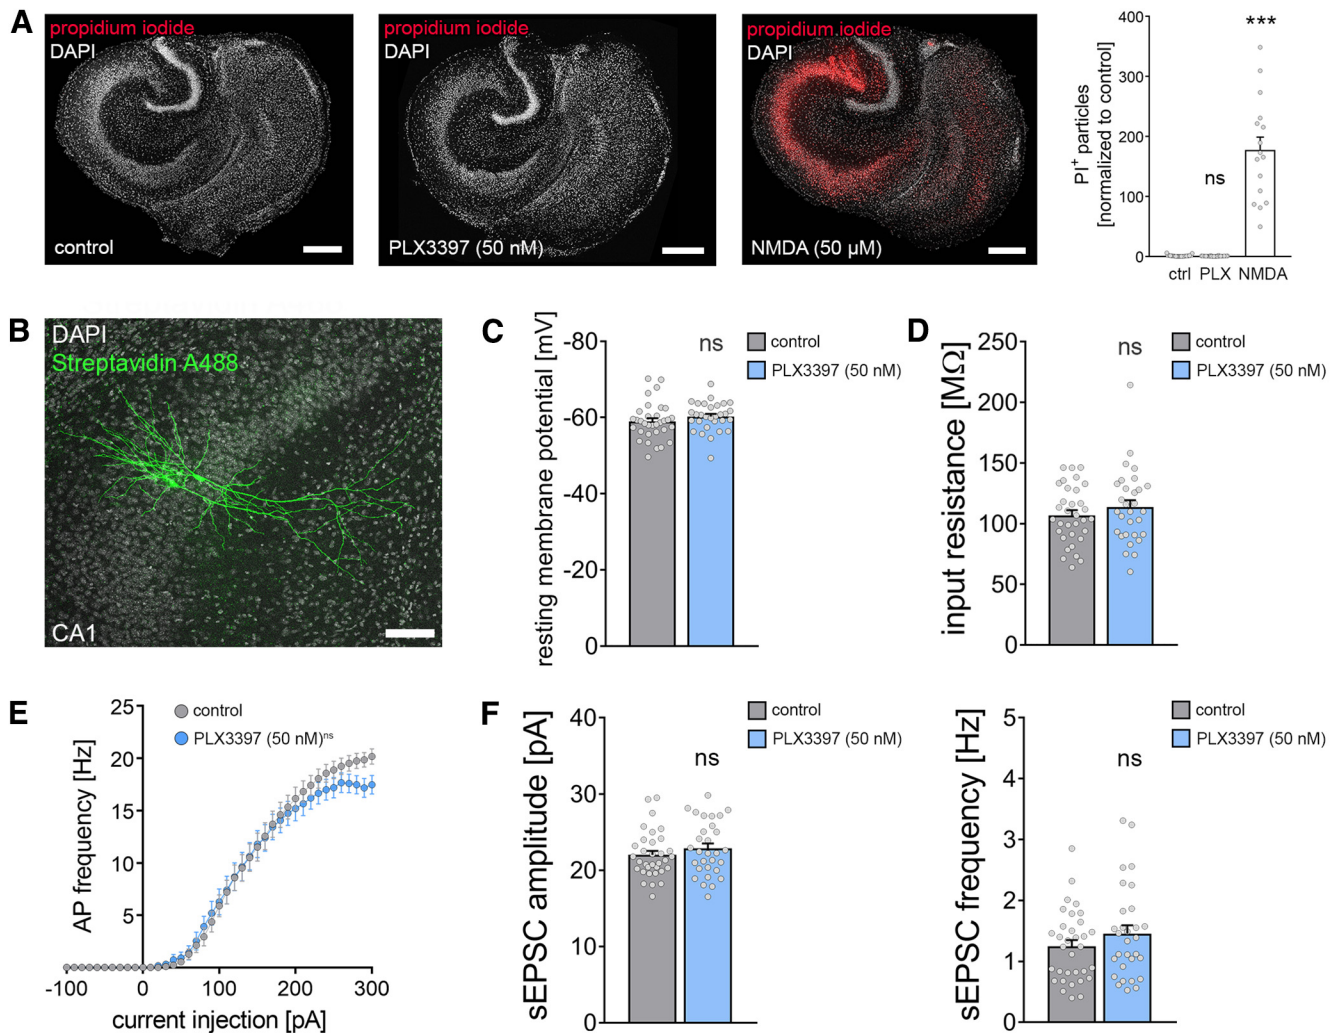 A
propidium iodide
DAPI
control
propidium iodide
DAPI
PLX3397 (50 nM)
propidium iodide
DAPI
NMDA (50 µM)
PI+ particles
[normalized to control]
400
300
200
100
0
***
ns
ctrl PLX NMDA
B
DAPI
Streptavidin A488
CA1
C
resting membrane potential [mV]
-80
-60
-40
-20
0
ns
control
PLX3397 (50 nM)
D
input resistance [MΩ]
250
200
150
100
50
0
ns
control
PLX3397 (50 nM)
E
AP frequency [Hz]
25
20
15
10
5
control
PLX3397 (50 nM)ns
-100 0 100 200 300
current injection [pA]
F
sEPSC amplitude [pA]
40
30
20
10
0
ns
control
PLX3397 (50 nM)
sEPSC frequency [Hz]
5
4
3
2
1
0
ns
control
PLX3397 (50 nM)